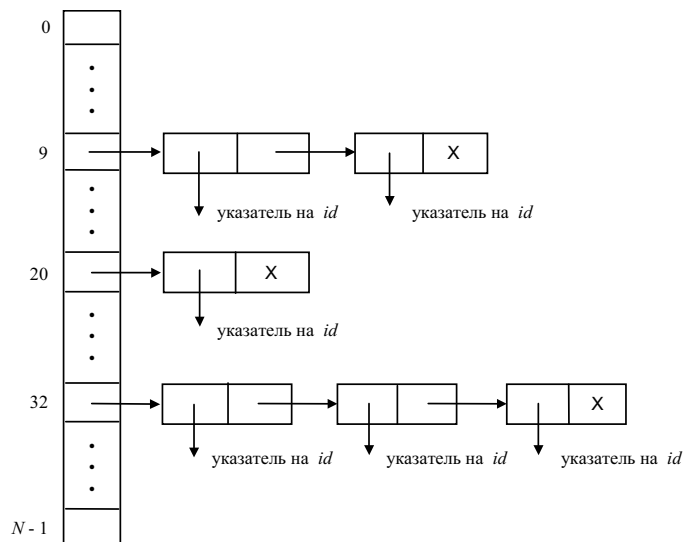 0
9
X
указатель на id
указатель на id
20
X
указатель на id
32
X
указатель на id
указатель на id
указатель на id
N - 1